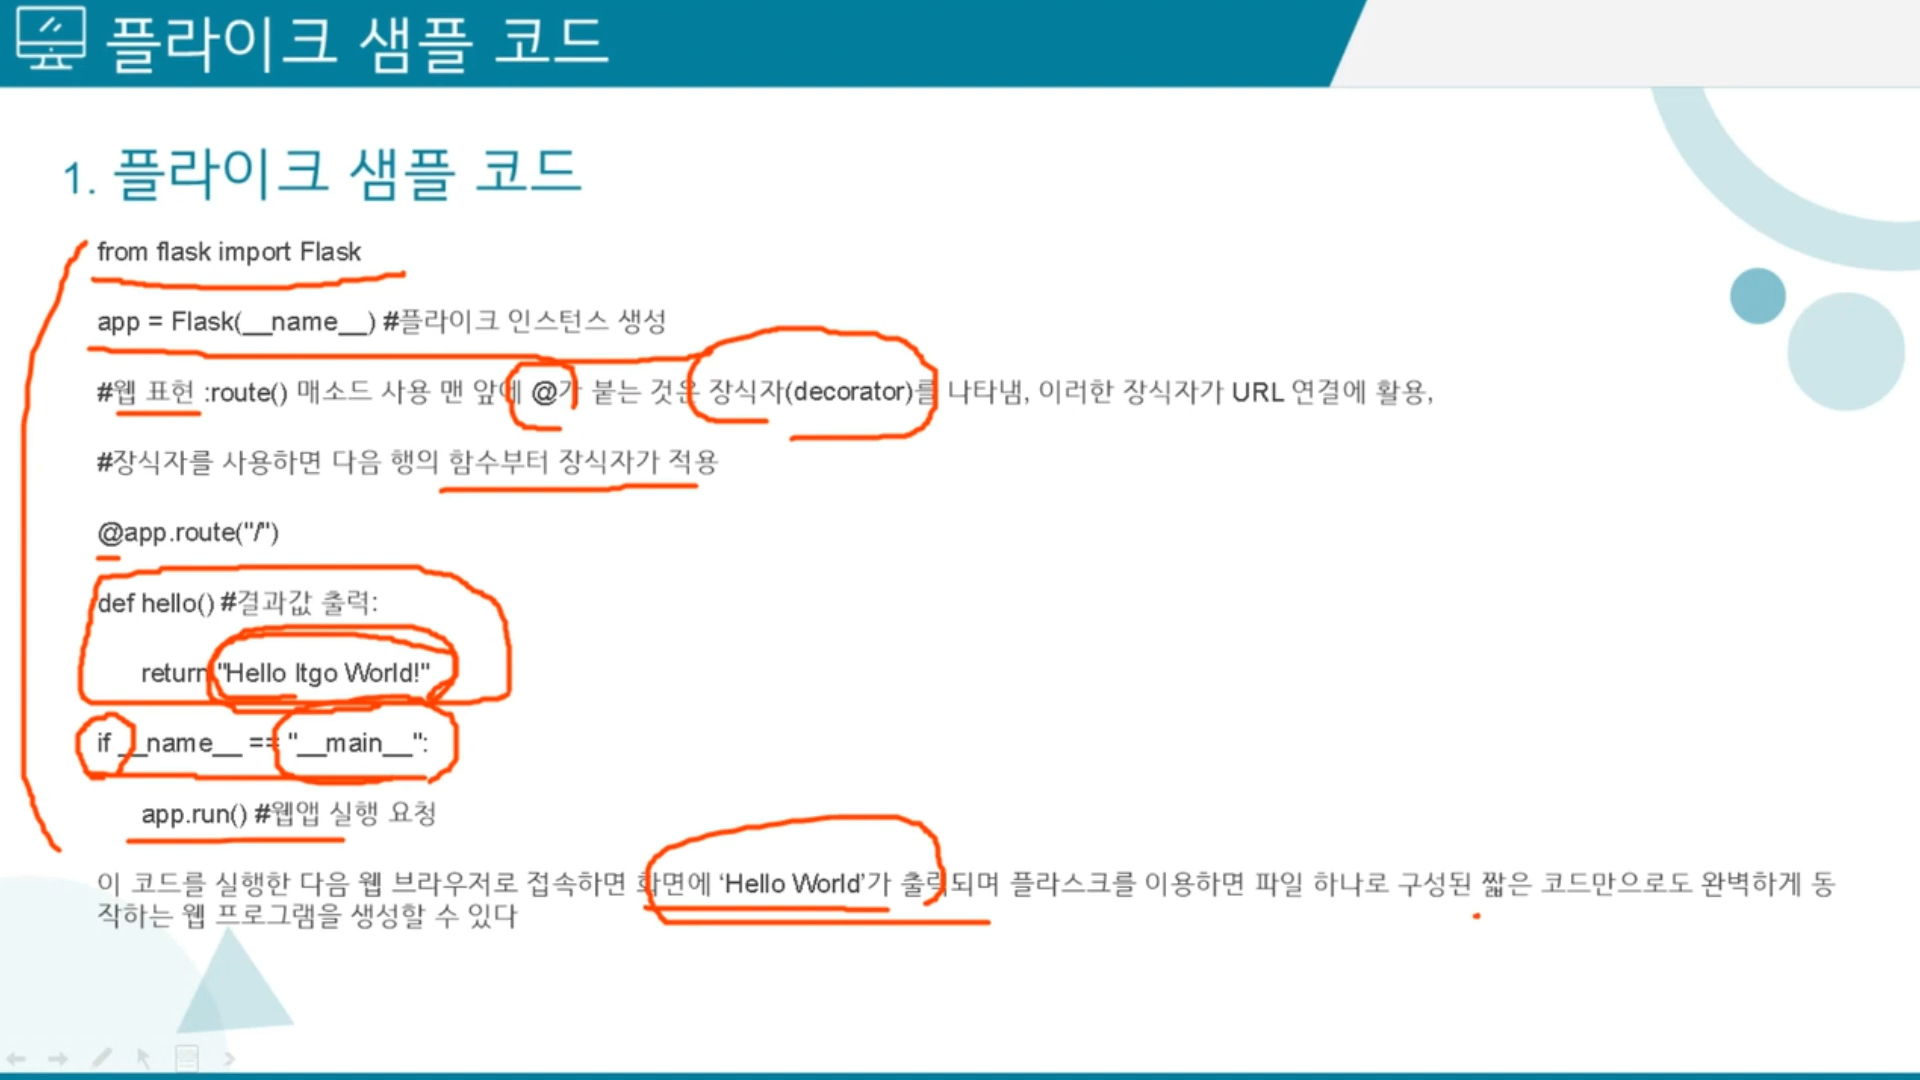 플라이크 샘플 코드
1. 플라이크 샘플 코드
from flask import Flask
app = Flask(__name__) #플라이크 인스턴스 생성
#웹 표현 :route() 매소드 사용 맨 앞에 @가 붙는 것은 장식자(decorator)를 나타냄, 이러한 장식자가 URL 연결에 활용,
#장식자를 사용하면 다음 행의 함수부터 장식자가 적용
@app.route("/")
def hello() #결과값 출력:
return "Hello Itgo World!"
if __name__ == "__main__":
app.run() #웹앱 실행 요청
이 코드를 실행한 다음 웹 브라우저로 접속하면 화면에 ‘Hello World’가 출력되며 플라스크를 이용하면 파일 하나로 구성된 짧은 코드만으로도 완벽하게 동
작하는 웹 프로그램을 생성할 수 있다